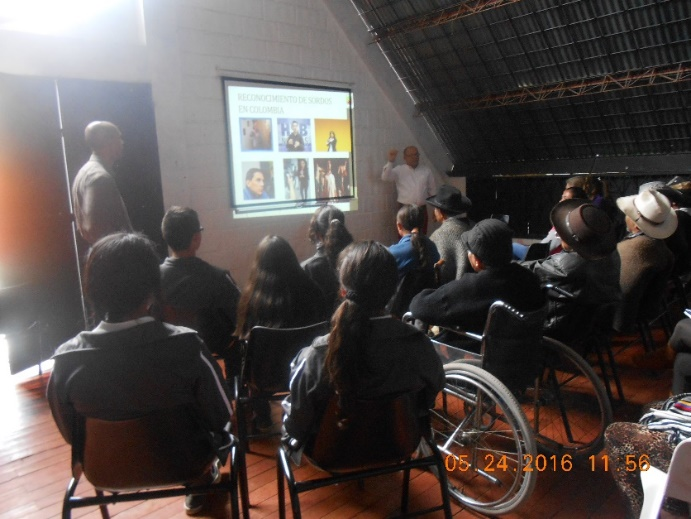 RECONOCIMIENTO DE SORDOS
EN COLOMBIA
05.24.2016 11 56